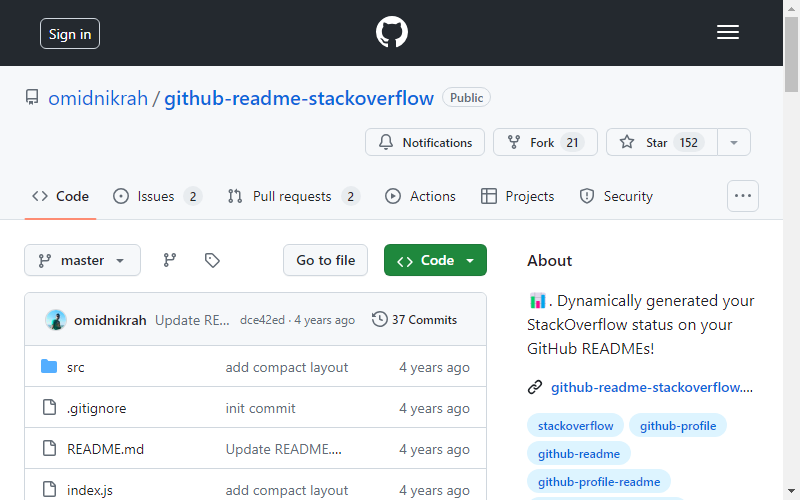 Sign in
omidnikrah / github-readme-stackoverflow Public
Notifications Fork 21 Star 152
Code Issues 2 Pull requests 2 Actions Projects Security
master Go to file Code
About
. Dynamically generated your
StackOverflow status on your
GitHub READMEs!
github-readme-stackoverflow....
stackoverflow github-profile
github-readme
github-profile-readme
omidnikrah Update RE... dce42ed · 4 years ago 37 Commits
src add compact layout 4 years ago
.gitignore init commit 4 years ago
README.md Update README.... 4 years ago
index.js add compact layout 4 years ago